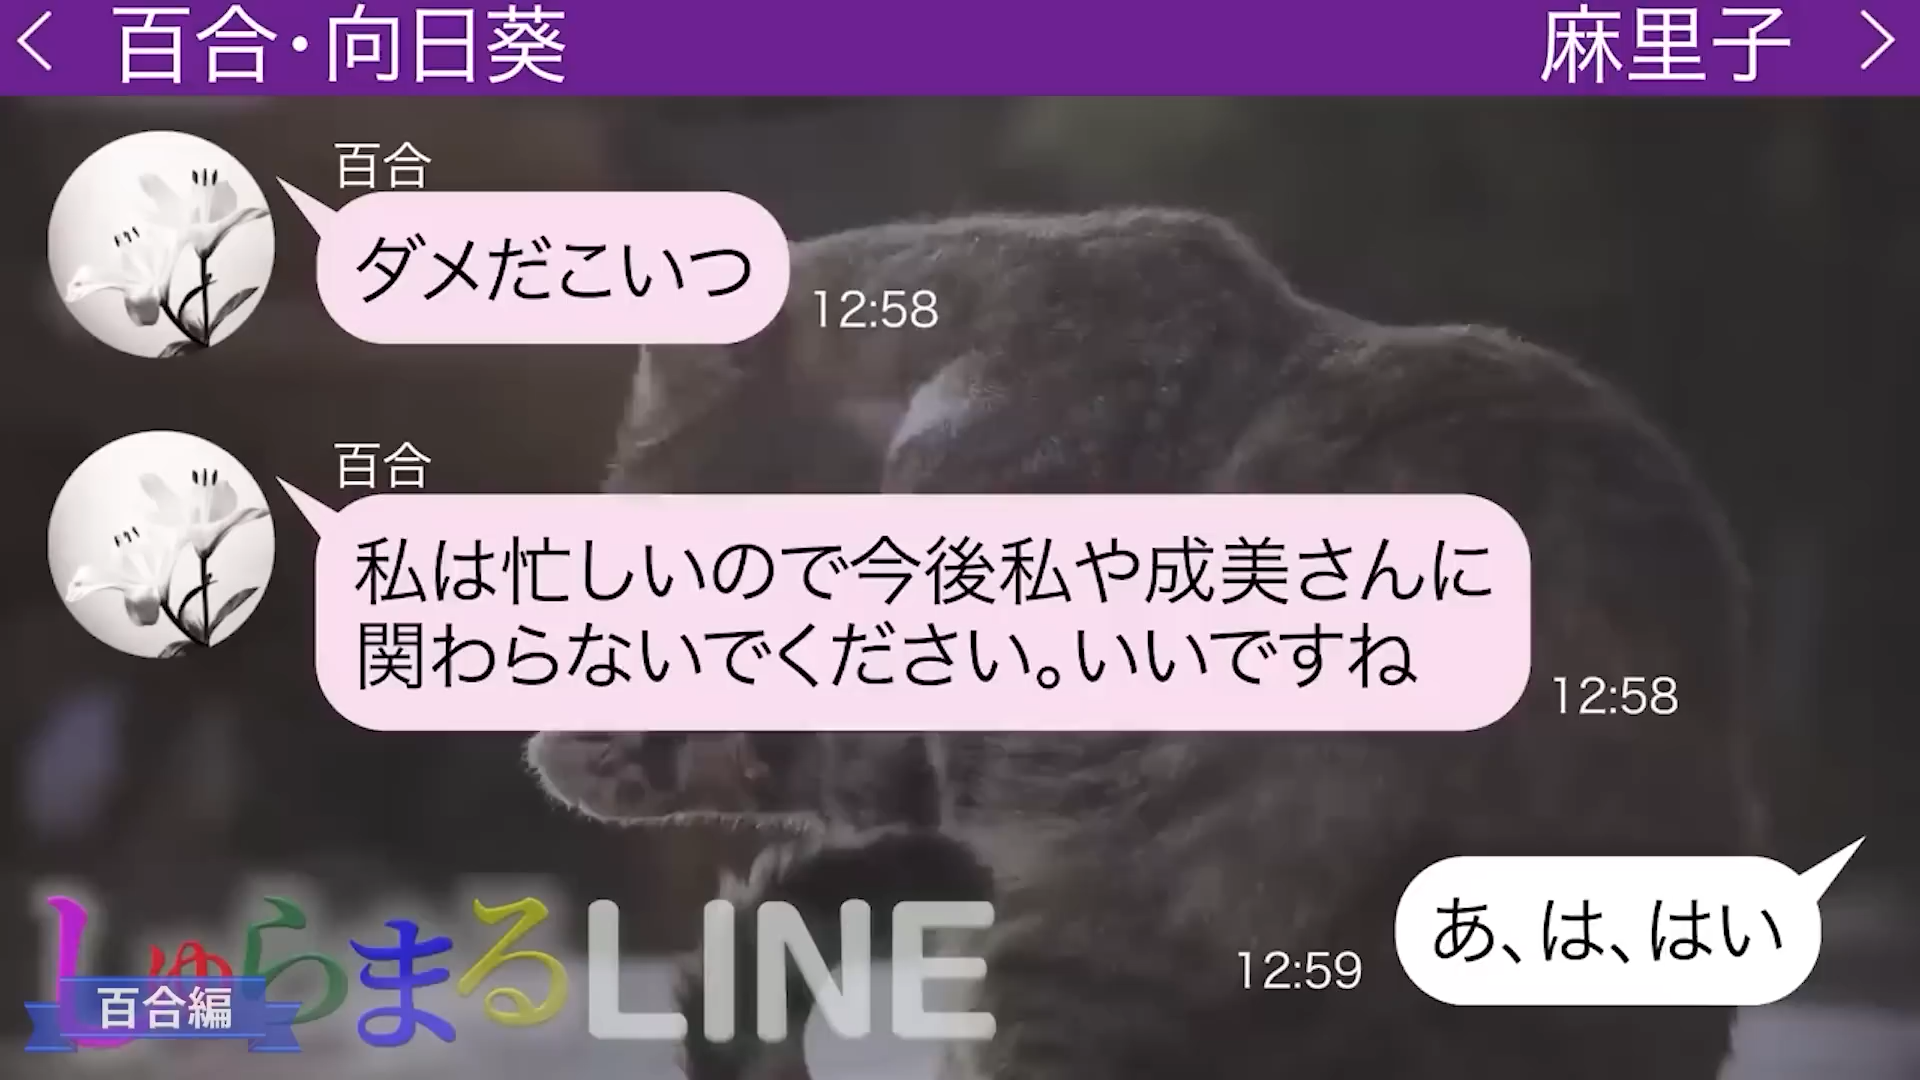 百合・向日葵
麻里子
百合
ダメだこいつ
12:58
百合
私は忙しいので今後私や成美さんに
関わらないでください。いいですね
12:58
あ、は、はい
12:59
しゅらまるLINE
百合編